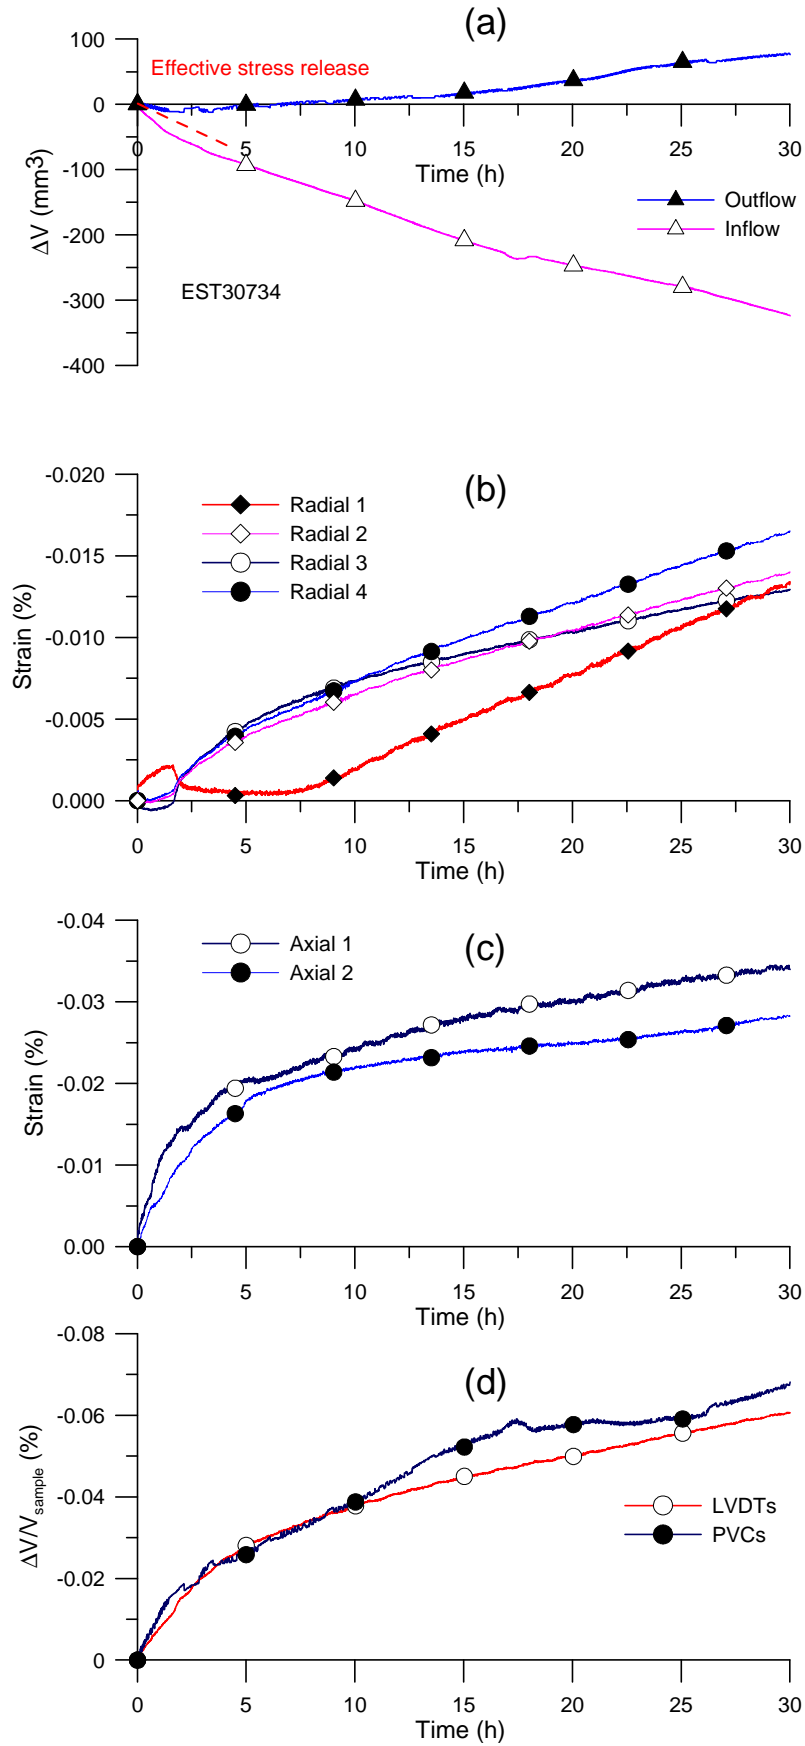 (a)
100
Effective stress release
0
0 5 10 15 20 25 30
Time (h)
-100
ΔV (mm3)
Outflow
-200
Inflow
EST30734
-300
-400
-0.020
(b)
Radial 1
Radial 2
-0.015
Radial 3
Radial 4
-0.010
Strain (%)
-0.005
0.000
0 5 10 15 20 25 30
Time (h)
-0.04
(c)
Axial 1
Axial 2
-0.03
-0.02
Strain (%)
-0.01
0.00
0 5 10 15 20 25 30
Time (h)
-0.08
(d)
-0.06
-0.04
LVDTs
PVCs
ΔV/Vsample (%)
-0.02
0
0 5 10 15 20 25 30
Time (h)